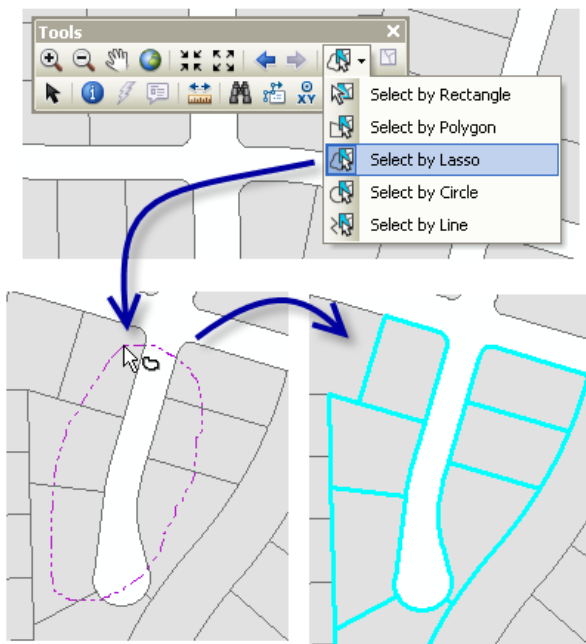 Tools
XY
Select by Rectangle
Select by Polygon
Select by Lasso
Select by Circle
Select by Line